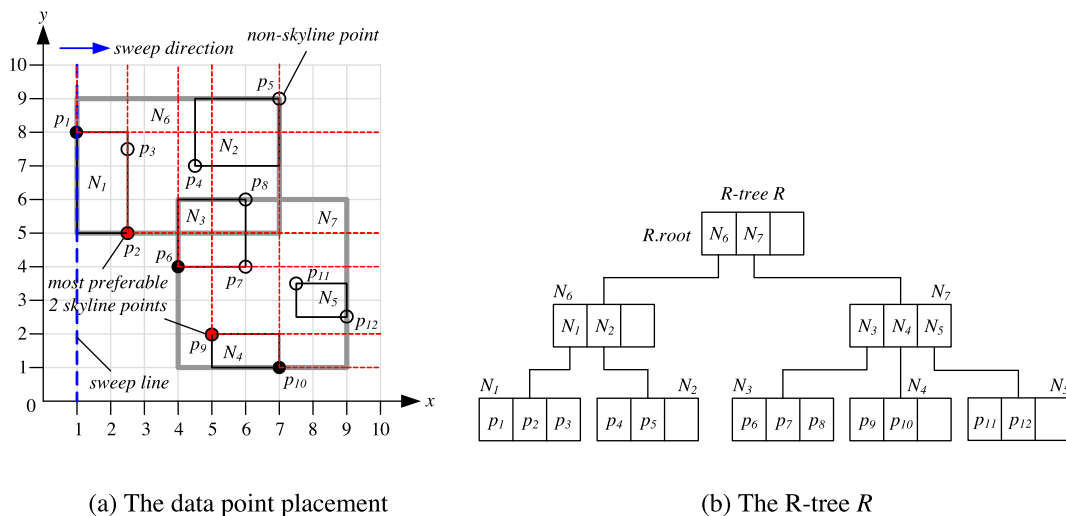 y
sweep direction
non-skyline point
10
p5
9
N6
p1
8
p3
N2
7
N1
p4
p8
6
N3
N7
5
p2
p6
4
p7
p11
most preferable
2 skyline points
3
N5
p12
2
p9
N4
1
p10
sweep line
0
x
1 2 3 4 5 6 7 8 9 10
(a) The data point placement
R-tree R
R.root
N6 N7
N6
N7
N1 N2
N3 N4 N5
N1
N2
N3
N4
N5
p1 p2 p3
p4 p5
p6 p7 p8
p9 p10
p11 p12
(b) The R-tree R